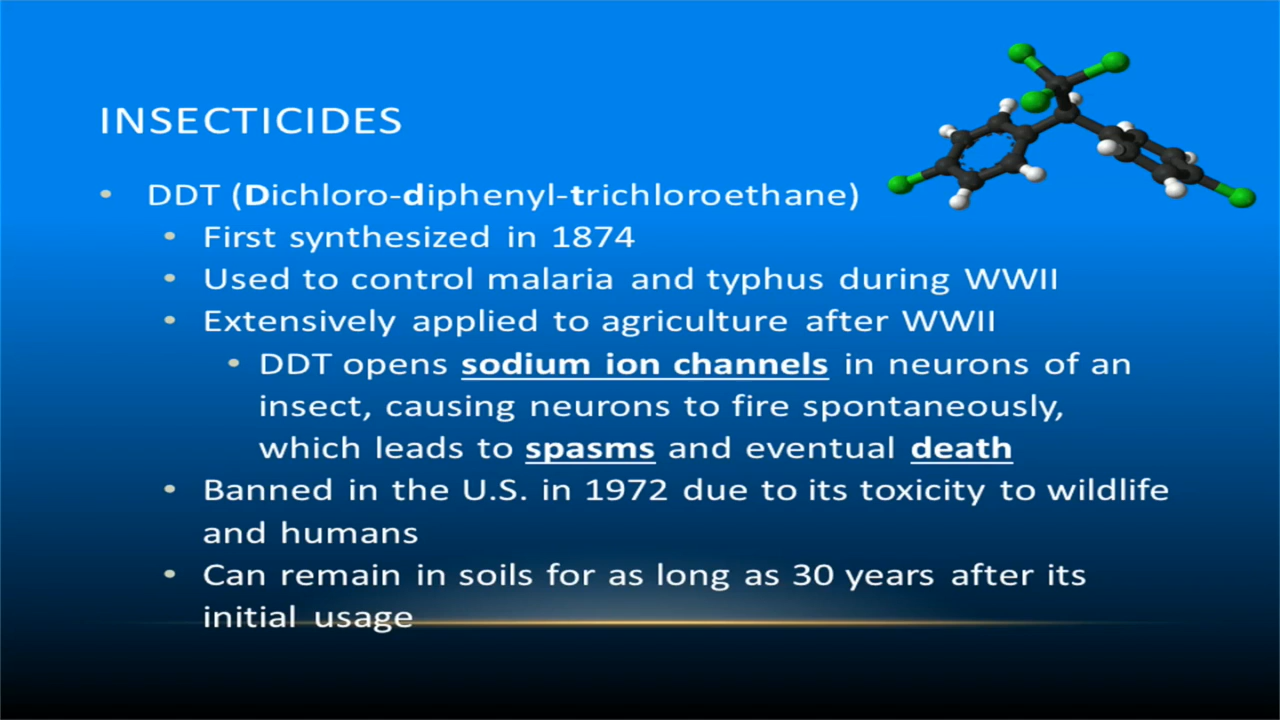 INSECTICIDES
• DDT (Dichloro-diphenyl-trichloroethane)
• First synthesized in 1874
• Used to control malaria and typhus during WWII
• Extensively applied to agriculture after WWII
• DDT opens sodium ion channels in neurons of an
insect, causing neurons to fire spontaneously,
which leads to spasms and eventual death
• Banned in the U.S. in 1972 due to its toxicity to wildlife
and humans
• Can remain in soils for as long as 30 years after its
initial usage